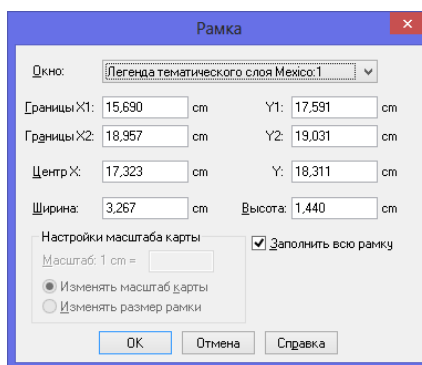 Рамка
Окно: Легенда тематического слоя Mexico:1
Границы X1: 15,690 cm Y1: 17,591 cm
Границы X2: 18,957 cm Y2: 19,031 cm
Центр X: 17,323 cm Y: 18,311 cm
Ширина: 3,267 cm Высота: 1,440 cm
Настройки масштаба карты
Заполнить всю рамку
Масштаб: 1 cm =
Изменять масштаб карты
Изменять размер рамки
OK Отмена Справка